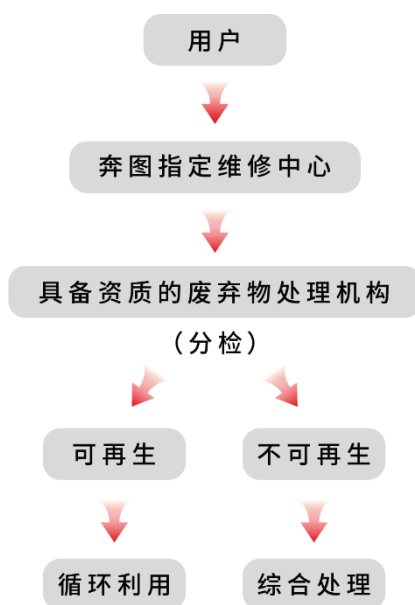 用户
奔图指定维修中心
具备资质的废弃物处理机构
（分检）
可再生
不可再生
循环利用
综合处理